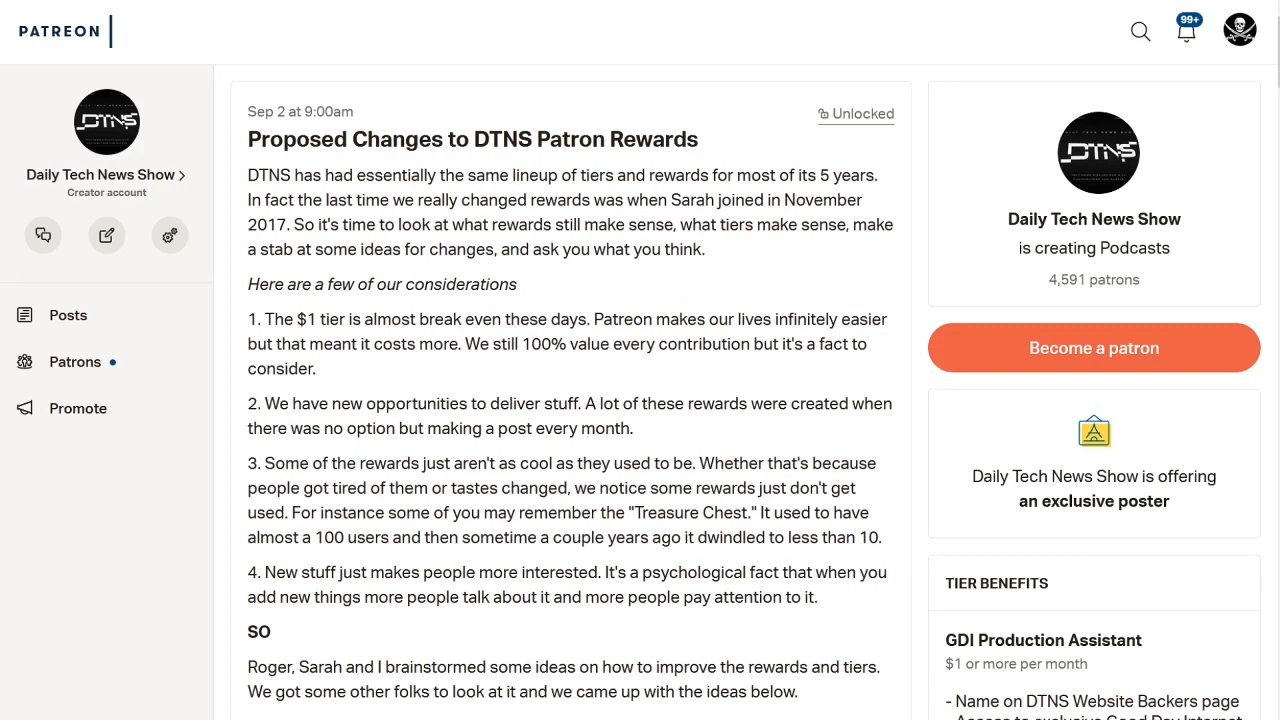 PATREON
99+
DTNS
Daily Tech News Show
Creator account
Posts
Patrons
Promote
Sep 2 at 9:00am
Unlocked
Proposed Changes to DTNS Patron Rewards
DTNS has had essentially the same lineup of tiers and rewards for most of its 5 years.
In fact the last time we really changed rewards was when Sarah joined in November
2017. So it's time to look at what rewards still make sense, what tiers make sense, make
a stab at some ideas for changes, and ask you what you think.
Here are a few of our considerations
1. The $1 tier is almost break even these days. Patreon makes our lives infinitely easier
but that meant it costs more. We still 100% value every contribution but it's a fact to
consider.
2. We have new opportunities to deliver stuff. A lot of these rewards were created when
there was no option but making a post every month.
3. Some of the rewards just aren't as cool as they used to be. Whether that's because
people got tired of them or tastes changed, we notice some rewards just don't get
used. For instance some of you may remember the "Treasure Chest." It used to have
almost a 100 users and then sometime a couple years ago it dwindled to less than 10.
4. New stuff just makes people more interested. It's a psychological fact that when you
add new things more people talk about it and more people pay attention to it.
SO
Roger, Sarah and I brainstormed some ideas on how to improve the rewards and tiers.
We got some other folks to look at it and we came up with the ideas below.
DAILY TECH NEWS SHOW
DTNS
Daily Tech News Show
is creating Podcasts
4,591 patrons
Become a patron
Daily Tech News Show is offering
an exclusive poster
TIER BENEFITS
GDI Production Assistant
$1 or more per month
- Name on DTNS Website Backers page
- Access to exclusive Good Day Internet